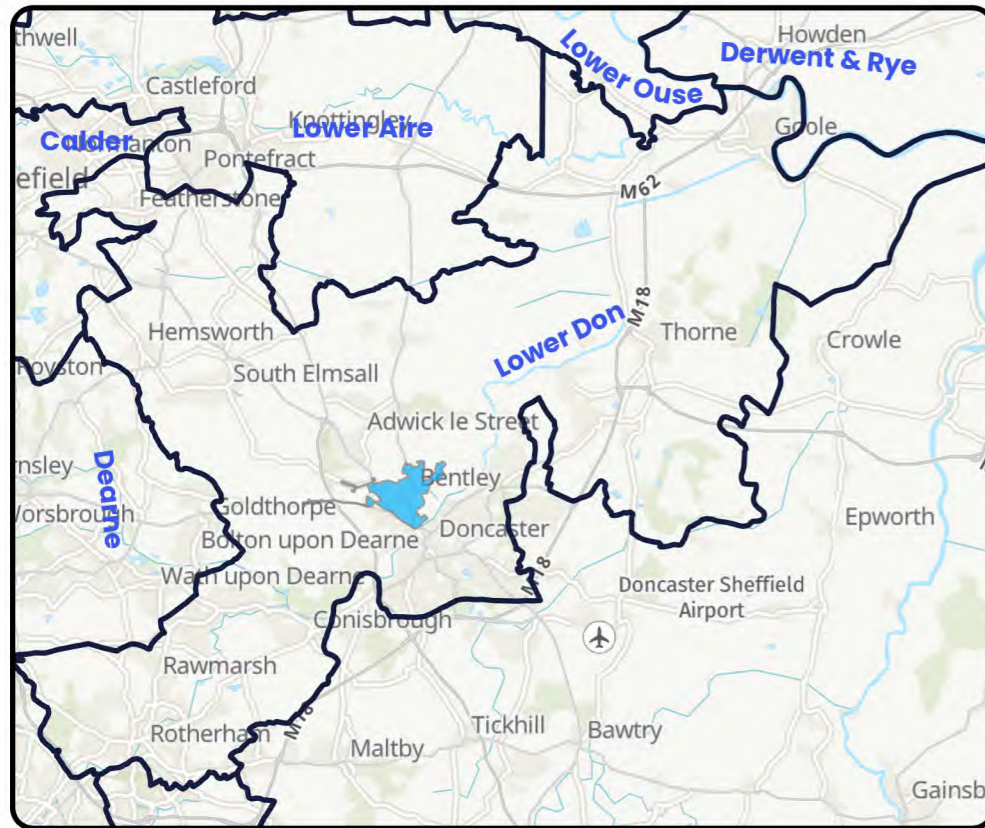 thwell
Howden
Derwent & Rye
Lower Ouse
Castleford
Knottingley
Lower Aire
Goole
Calder
Pontefract
efield
M62
Featherstone
M18
Hemsworth
Lower Don
Thorne
Crowle
Royston
South Elmsall
Adwick le Street
rnsley
Dearne
Bentley
Goldthorpe
Worsbrough
Doncaster
Epworth
Bolton upon Dearne
Wath upon Dearne
M18
Doncaster Sheffield
Airport
Conisbrough
Rawmarsh
M18
Rotherham
Tickhill
Bawtry
Maltby
Gainsb